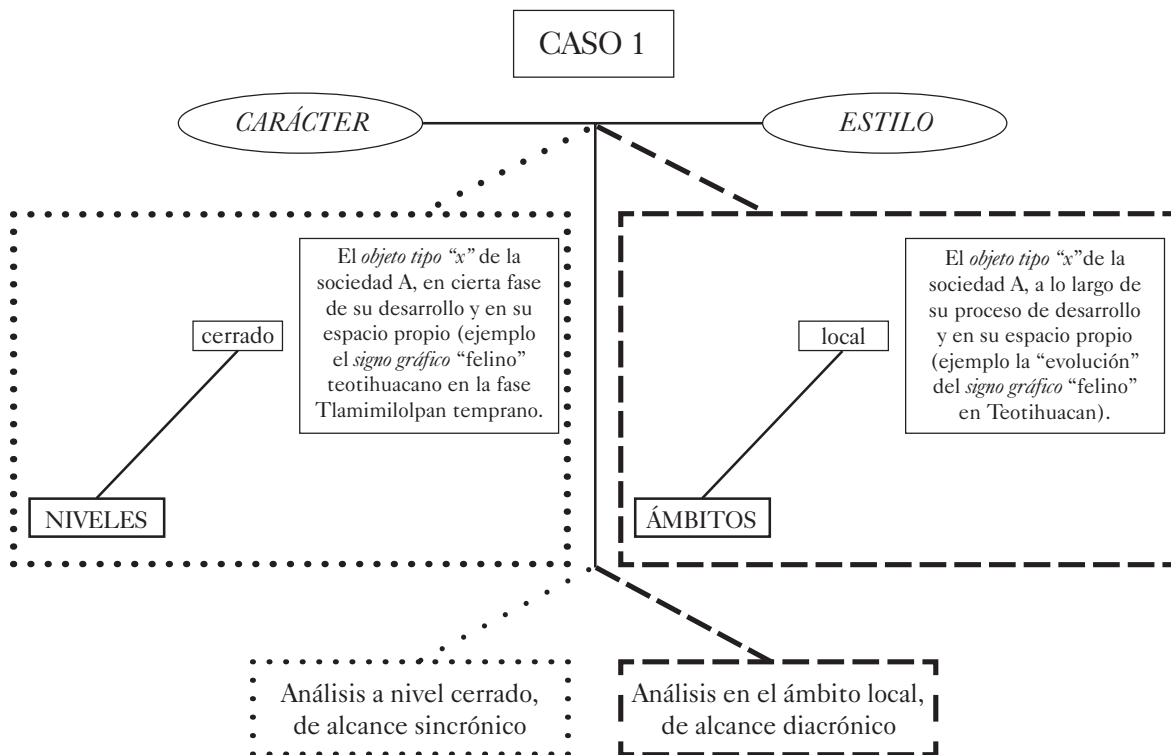 CASO 1
CARÁCTER
ESTILO
cerrado
El objeto tipo “x” de la
sociedad A, en cierta fase
de su desarrollo y en su
espacio propio (ejemplo
el signo gráfico “felino”
teotihuacano en la fase
Tlamimilolpan temprano.
NIVELES
local
El objeto tipo “x”de la
sociedad A, a lo largo de
su proceso de desarrollo
y en su espacio propio
(ejemplo la “evolución”
del signo gráfico “felino”
en Teotihuacan).
ÁMBITOS
Análisis a nivel cerrado,
de alcance sincrónico
Análisis en el ámbito local,
de alcance diacrónico